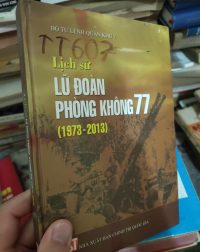 BỘ TƯ LỆNH QUÂN KHU 7
TT607
Lịch sử
LỮ ĐOÀN
PHÒNG KHÔNG 77
(1973-2013)
ST NHÀ XUẤT BẢN CHÍNH TRỊ QUỐC GIA